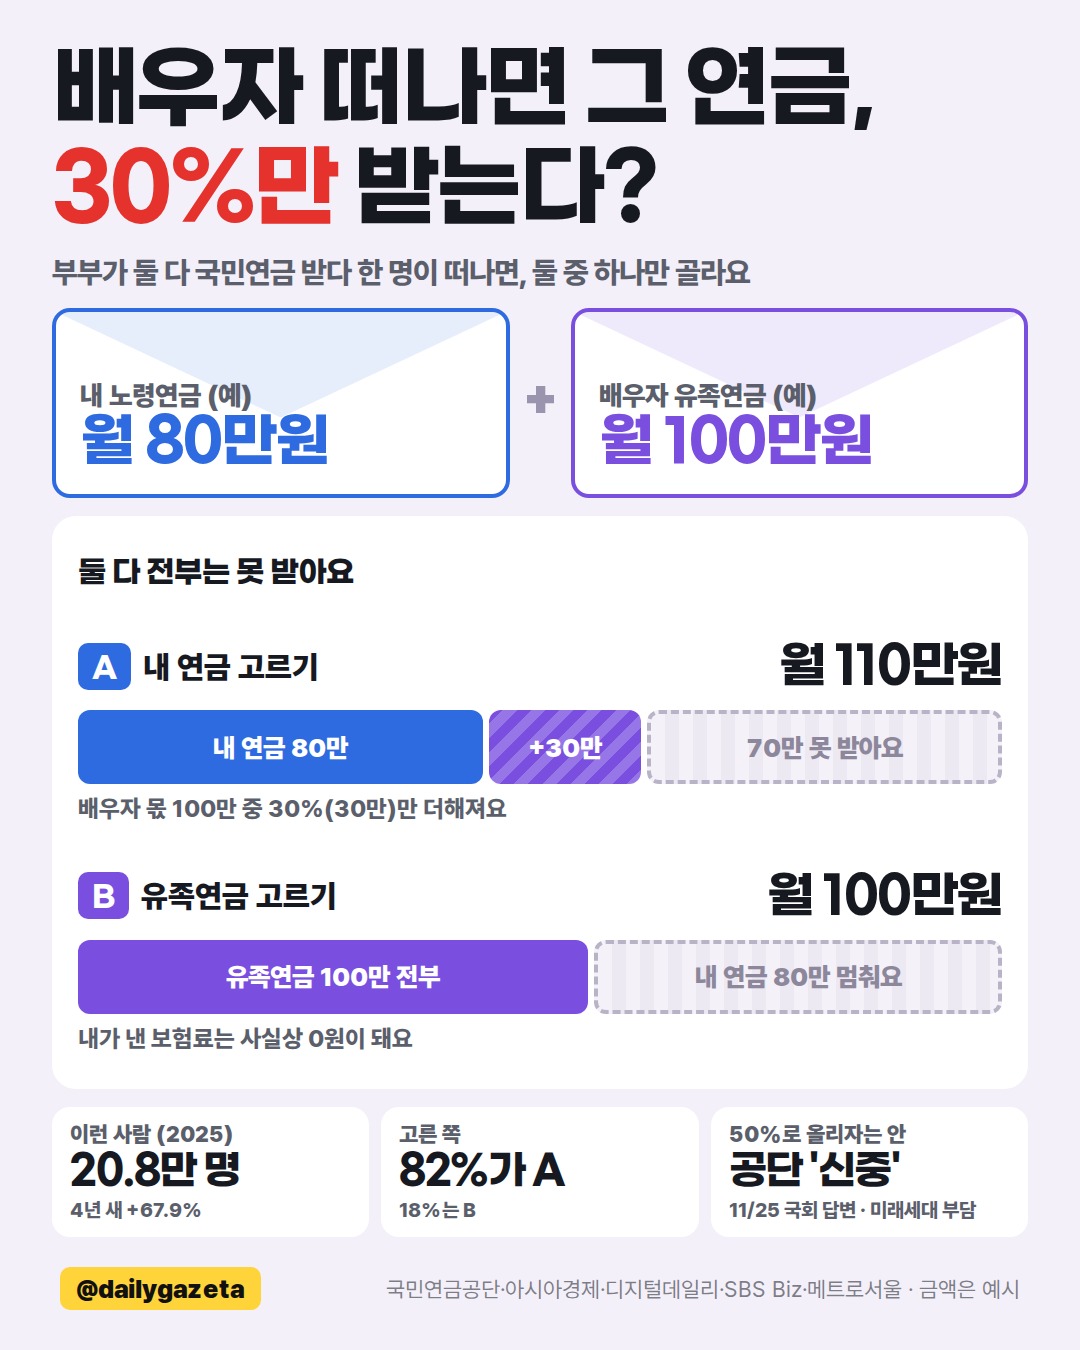 배우자 떠나면 그 연금,
30%만 받는다?
부부가 둘 다 국민연금 받다 한 명이 떠나면, 둘 중 하나만 골라요
내 노령연금 (예)
월 80만원
+
배우자 유족연금 (예)
월 100만원
둘 다 전부는 못 받아요
A 내 연금 고르기
월 110만원
내 연금 80만
+30만
70만 못 받아요
배우자 몫 100만 중 30%(30만)만 더해져요
B 유족연금 고르기
월 100만원
유족연금 100만 전부
내 연금 80만 멈춰요
내가 낸 보험료는 사실상 0원이 돼요
이런 사람 (2025)
20.8만 명
4년 새 +67.9%
고른 쪽
82%가 A
18%는 B
50%로 올리자는 안
공단 '신중'
11/25 국회 답변 · 미래세대 부담
@dailygazeta
국민연금공단·아시아경제·디지털데일리·SBS Biz·메트로서울 · 금액은 예시